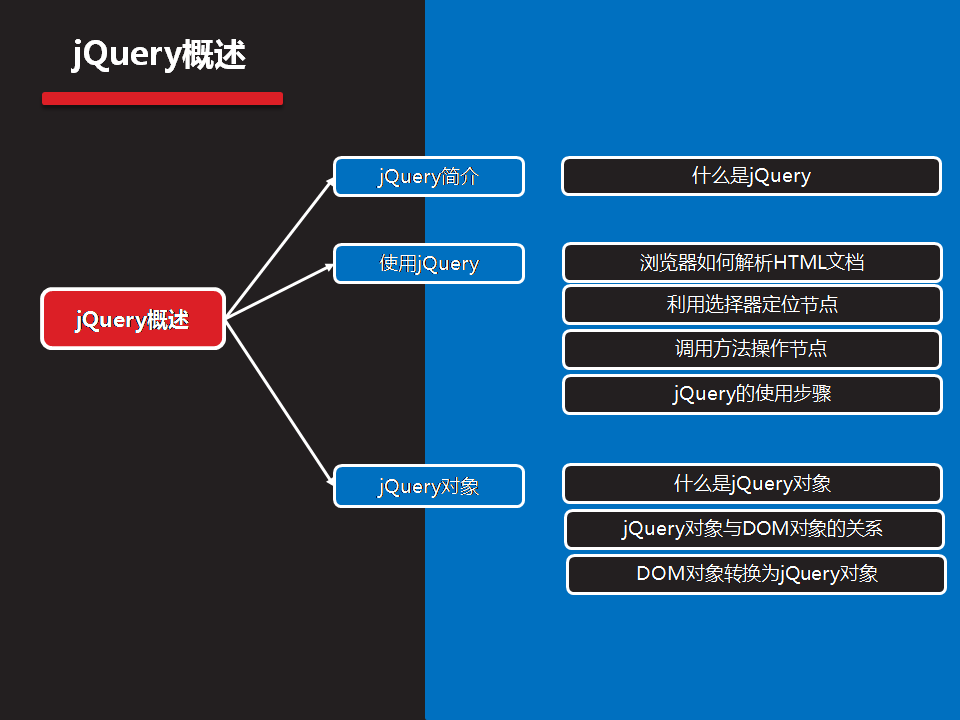 jQuery概述
jQuery简介
什么是jQuery
使用jQuery
浏览器如何解析HTML文档
利用选择器定位节点
jQuery概述
调用方法操作节点
jQuery的使用步骤
jQuery对象
什么是jQuery对象
jQuery对象与DOM对象的关系
DOM对象转换为jQuery对象